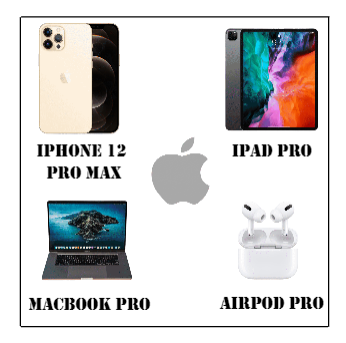 IPHONE 12
PRO MAX
IPAD PRO
MACBOOK PRO
AIRPOD PRO